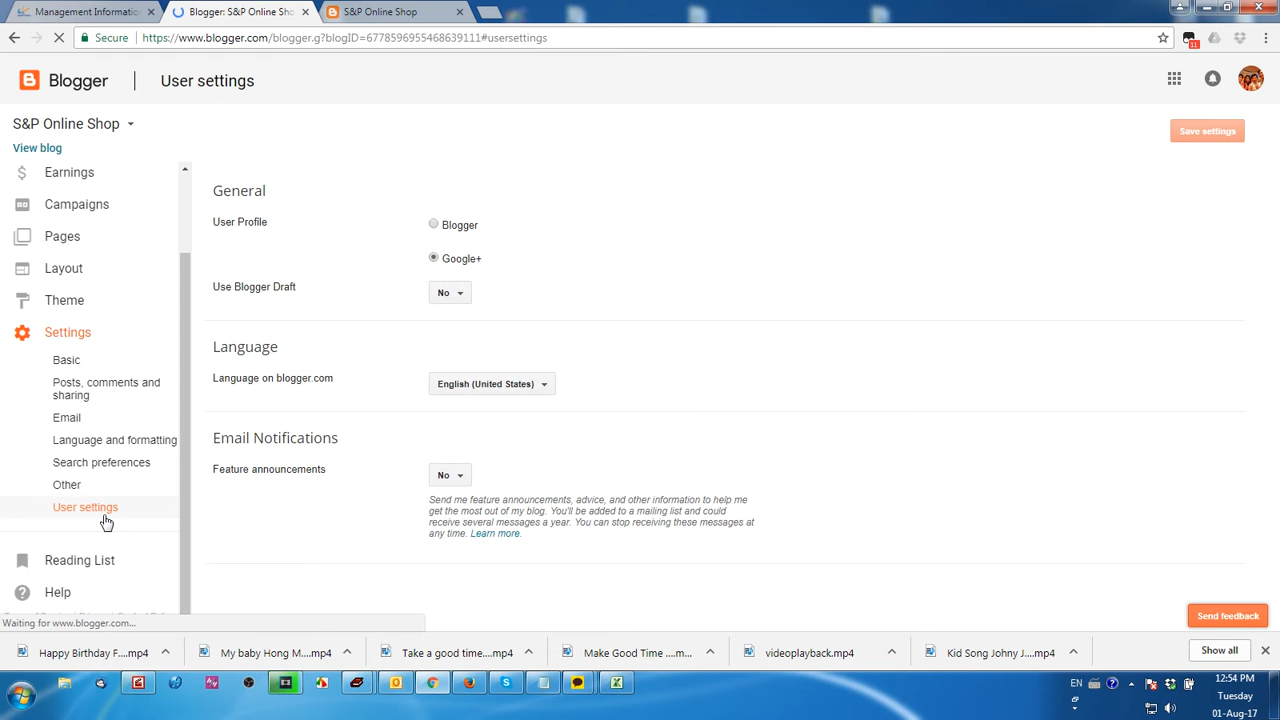 Management Informatic
Blogger: S&P Online Sho
S&P Online Shop
Secure
https://www.blogger.com/blogger.g?blogID=6778596955468639111#usersettings
11
Blogger
User settings
S&P Online Shop
View blog
Save settings
Earnings
Campaigns
Pages
Layout
Theme
Settings
Basic
Posts, comments and
sharing
Email
Language and formatting
Search preferences
Other
User settings
Reading List
Help
General
User Profile
Blogger
Google+
Use Blogger Draft
No
Language
Language on blogger.com
English (United States)
Email Notifications
Feature announcements
No
Send me feature announcements, advice, and other information to help me
get the most out of my blog. You'll be added to a mailing list and could
receive several messages a year. You can stop receiving these messages at
any time. Learn more.
Send feedback
Waiting for www.blogger.com...
Happy Birthday F....mp4
My baby Hong M....mp4
Take a good time....mp4
Make Good Time ....mp4
videoplayback.mp4
Kid Song Johny J....mp4
Show all
EN
12:54 PM
Tuesday
01-Aug-17